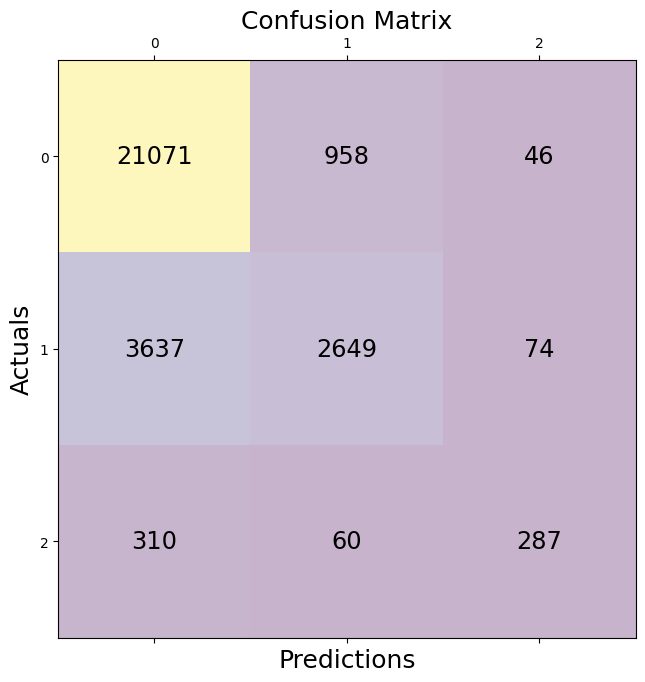 Confusion Matrix
0 1 2
0 21071 958 46
1 3637 2649 74
2 310 60 287
Actuals
Predictions